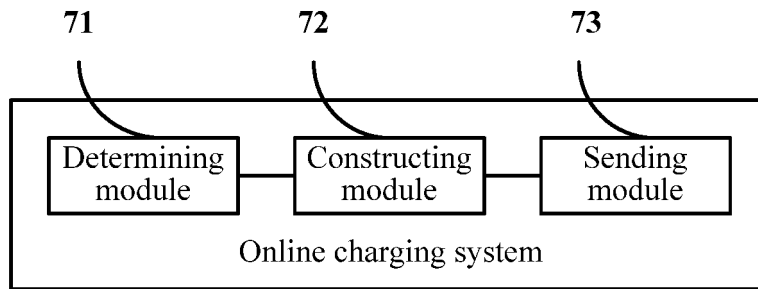 71 72 73
Determining module
Constructing module
Sending module
Online charging system